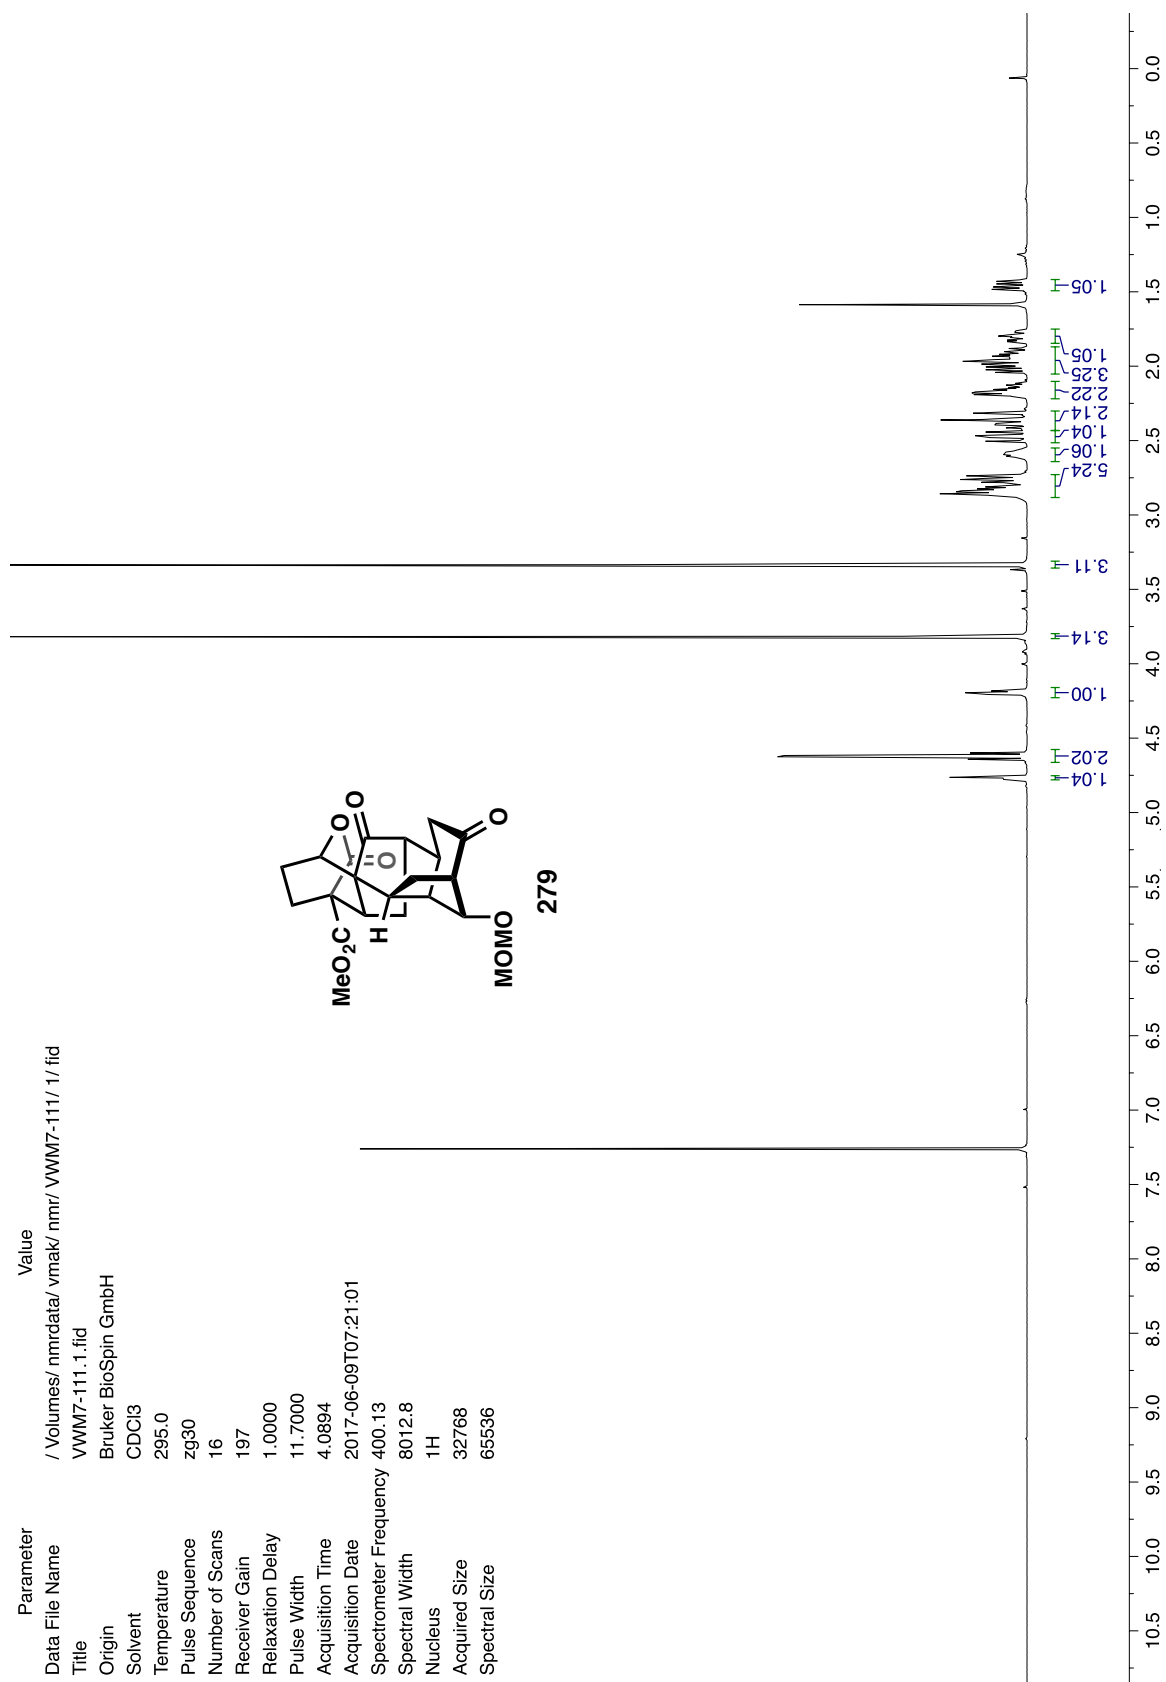 Parameter Value
Data File Name / Volumes/ nmrdata/ vmak/ nmr/ VWM7-111/ 1/ fid
Title VWM7-111.1.fid
Origin Bruker BioSpin GmbH
Solvent CDCl3
Temperature 295.0
Pulse Sequence zg30
Number of Scans 16
Receiver Gain 197
Relaxation Delay 1.0000
Pulse Width 11.7000
Acquisition Time 4.0894
Acquisition Date 2017-06-09T07:21:01
Spectrometer Frequency 400.13
Spectral Width 8012.8
Nucleus 1H
Acquired Size 32768
Spectral Size 65536
O
O
O
MeO2C
H
O
MOMO
279
1.04
2.02
1.00
3.14
3.11
5.24
1.06
1.04
2.14
2.22
3.25
1.05
1.05
10.5 10.0 9.5 9.0 8.5 8.0 7.5 7.0 6.5 6.0 5.5 5.0 4.5 4.0 3.5 3.0 2.5 2.0 1.5 1.0 0.5 0.0